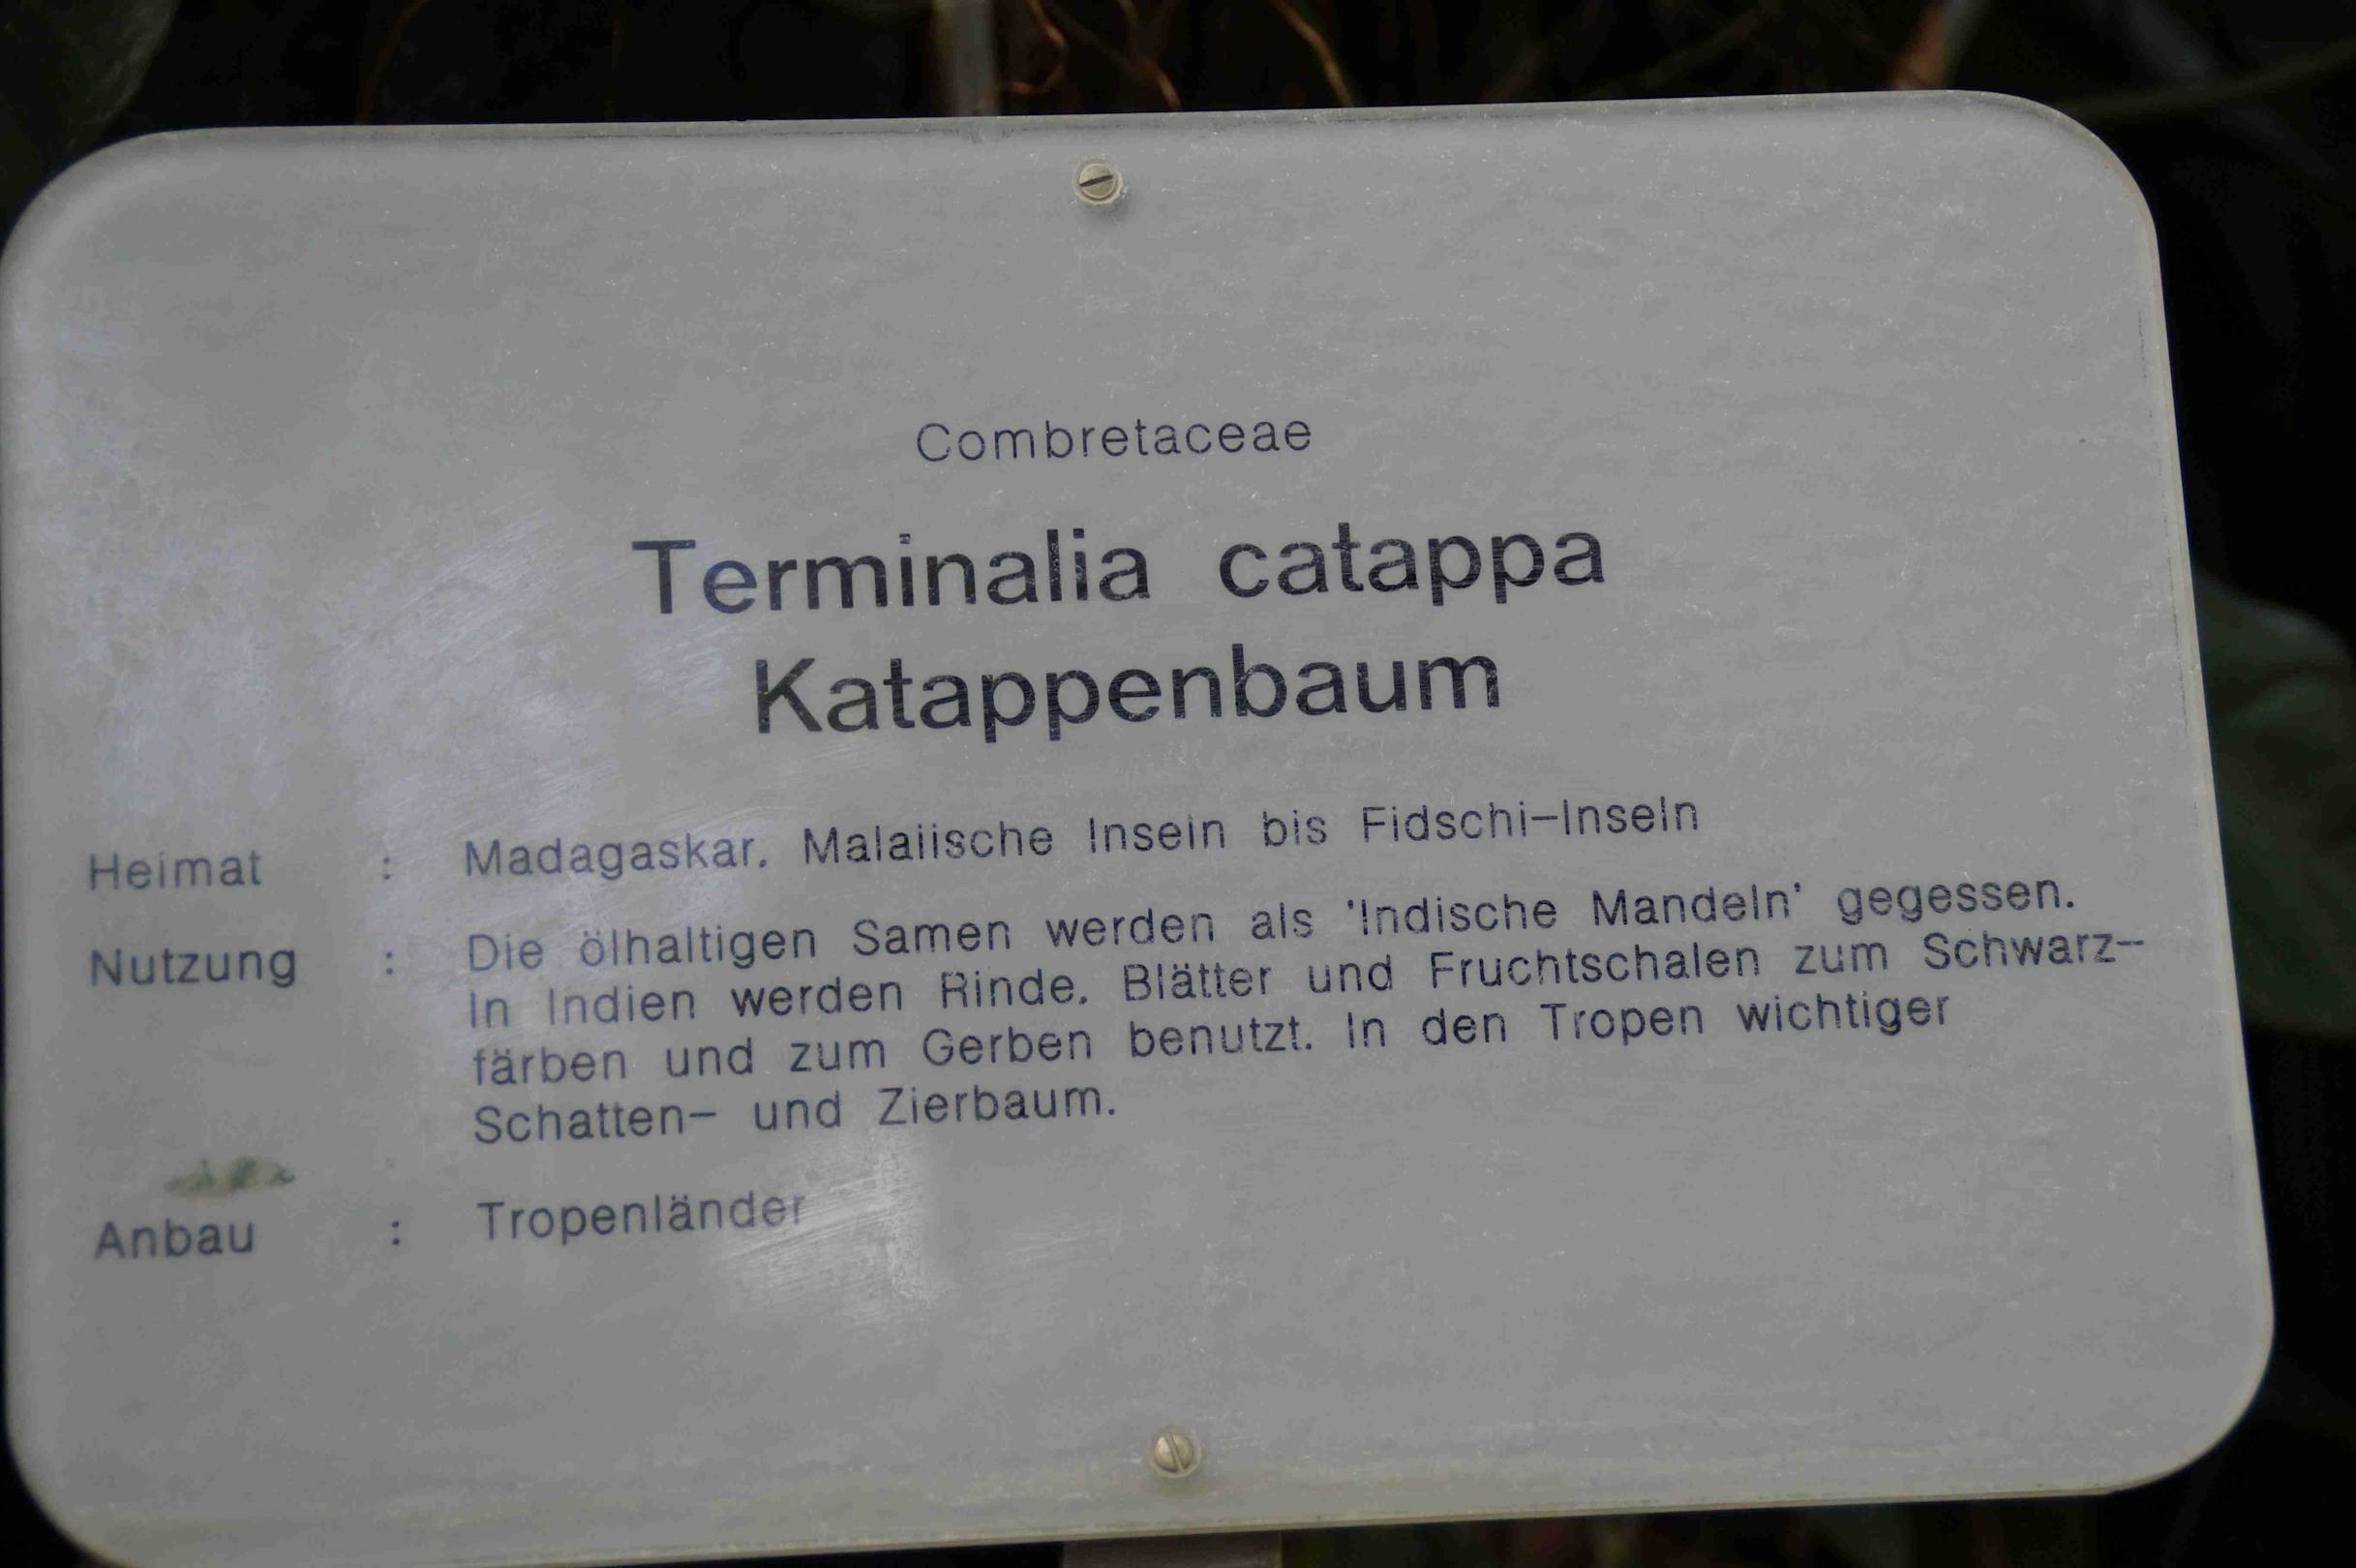 Combretaceae
Terminalia catappa
Katappenbaum
Heimat : Madagaskar, Malaiische Inseln bis Fidschi-Inseln
Nutzung : Die ölhaltigen Samen werden als 'Indische Mandeln' gegessen.
In Indien werden Rinde, Blätter und Fruchtschalen zum Schwarz-
färben und zum Gerben benutzt. In den Tropen wichtiger
Schatten- und Zierbaum.
Anbau : Tropenländer